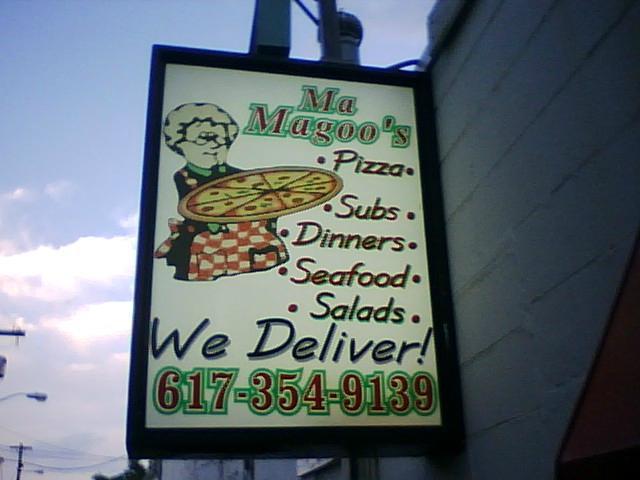 Ma
Magoo's
• Pizza •
• Subs •
• Dinners •
• Seafood •
• Salads •
We Deliver!
617-354-9139